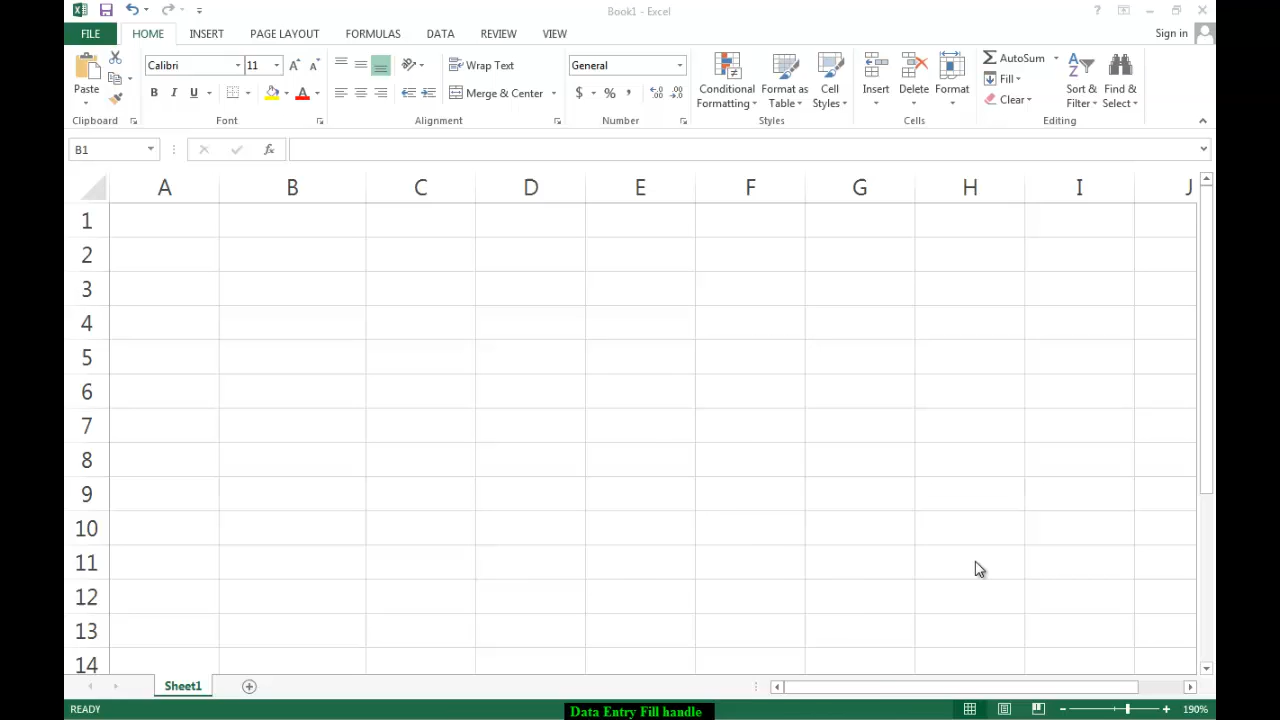 Book1 - Excel
FILE HOME INSERT PAGE LAYOUT FORMULAS DATA REVIEW VIEW Sign in
Calibri 11 Wrap Text General AutoSum
Paste Conditional Formatting Format as Table Cell Styles Insert Delete Format Fill Sort & Filter Find & Select
B I U A Merge & Center $ % , Clear
Clipboard Font Alignment Number Styles Cells Editing
B1 fx
A B C D E F G H I J
1
2
3
4
5
6
7
8
9
10
11
12
13
14
Sheet1
READY 190%
Data Entry Fill handle